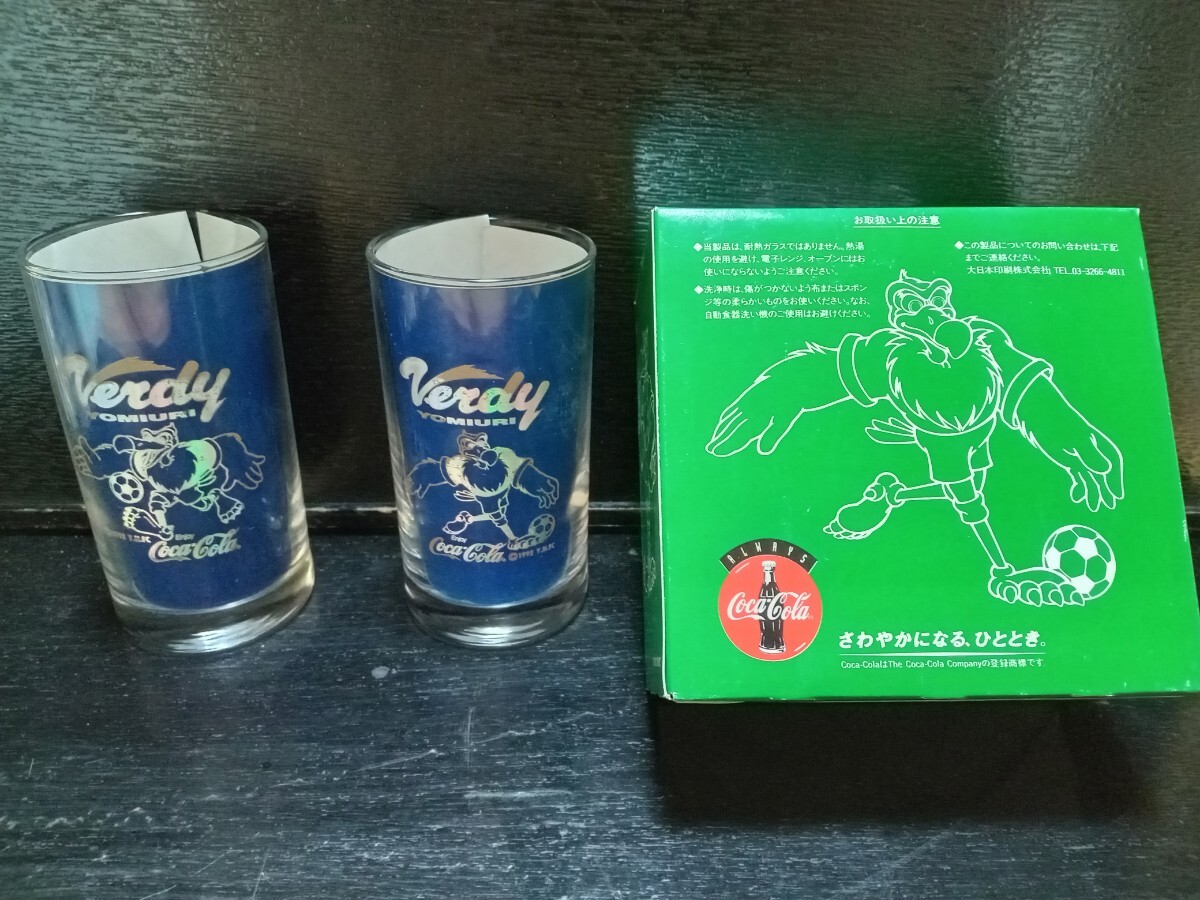 Verdy
YOMIURI
Enjoy
Coca-Cola
Verdy
YOMIURI
Enjoy
Coca-Cola
©1992 Y.N.F.C
お取扱い上の注意
◆当製品は、耐熱ガラスではありません。熱湯
の使用を避け、電子レンジ、オーブンにはお
使いにならないようご注意ください。
◆洗浄時は、傷がつかないよう布またはスポン
ジ等の柔らかいものをお使いください。なお、
自動食器洗い機のご使用はお避けください。
◆この製品についてのお問い合わせは、下記
までご連絡ください。
大日本印刷株式会社 TEL.03-3266-4811
ALWAYS
Coca-Cola
さわやかになる、ひととき。
Coca-ColaはThe Coca-Cola Companyの登録商標です